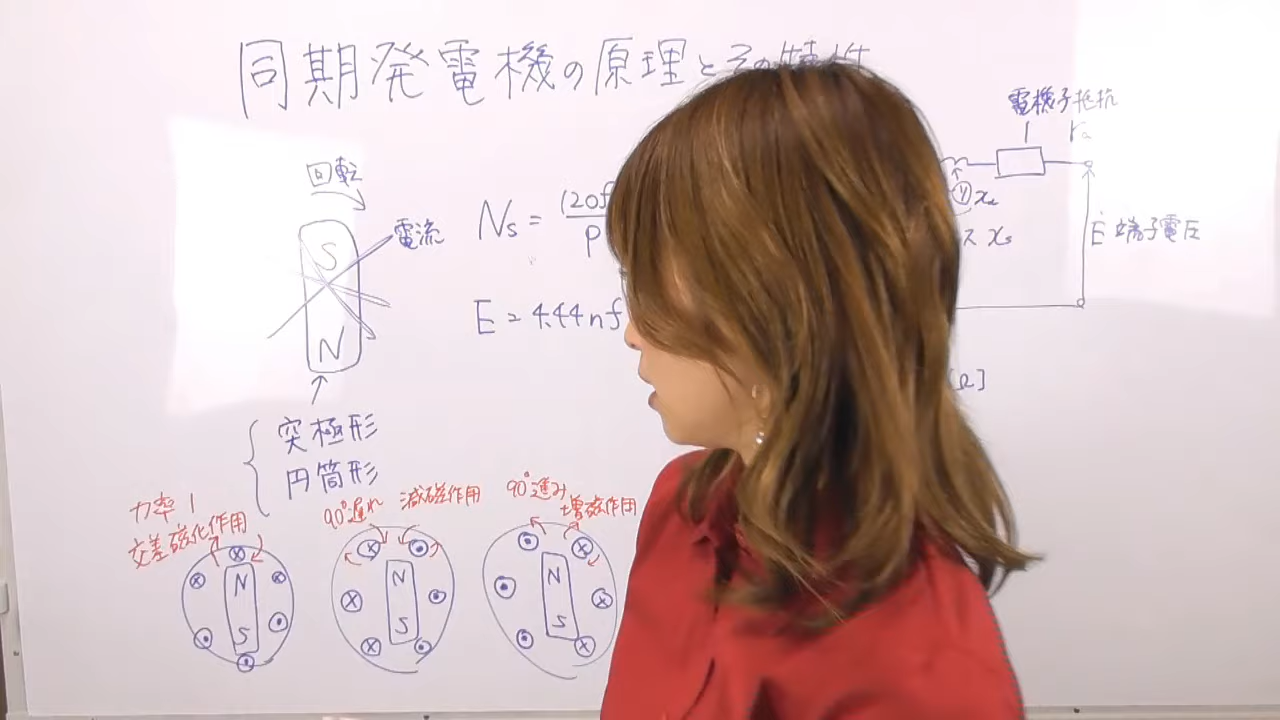 同期発電機の原理とその特性
回転
電流
S
N
突極形
円筒形
Ns = 120f
P
E = 4.44nf
電機子抵抗
ra
xs
Ė 端子電圧
[Ω]
力率 1
交差磁化作用
90°遅れ 減磁作用
90°進み 増磁作用
N
S
N
S
N
S